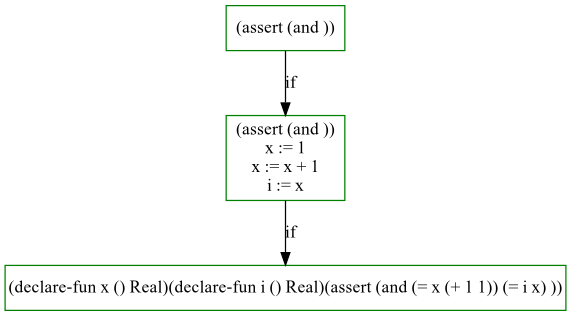 (assert (and ))
if
(assert (and ))
x := 1
x := x + 1
i := x
if
(declare-fun x () Real)(declare-fun i () Real)(assert (and (= x (+ 1 1)) (= i x) ))